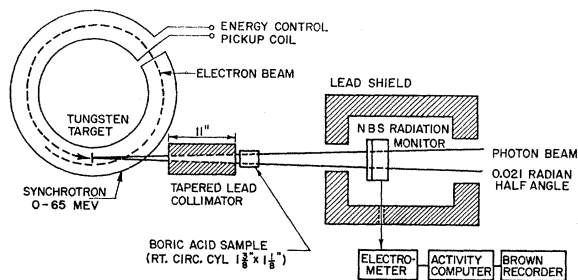 ENERGY CONTROL
PICKUP COIL
ELECTRON BEAM
TUNGSTEN
TARGET
SYNCHROTRON
0-65 MEV
11"
TAPERED LEAD
COLLIMATOR
BORIC ACID SAMPLE
(RT. CIRC. CYL 1 3/8" X 1 1/8")
LEAD SHIELD
NBS RADIATION
MONITOR
PHOTON BEAM
0.021 RADIAN
HALF ANGLE
ELECTRO-
METER
ACTIVITY
COMPUTER
BROWN
RECORDER